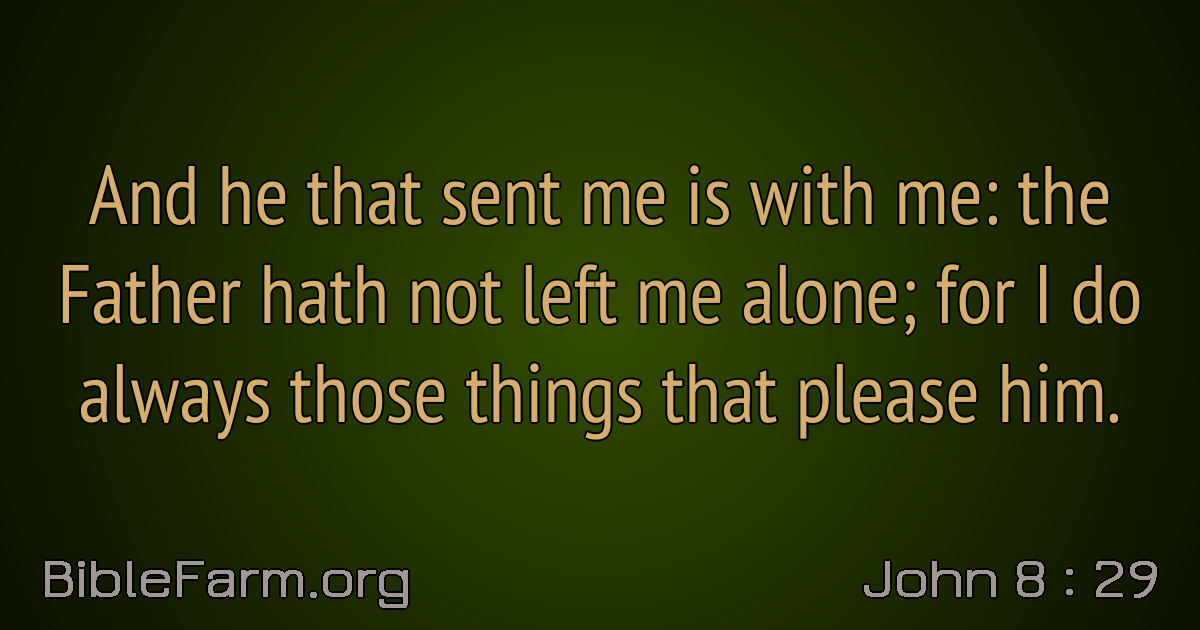 And he that sent me is with me: the
Father hath not left me alone; for I do
always those things that please him.
BibleFarm.org
John 8 : 29